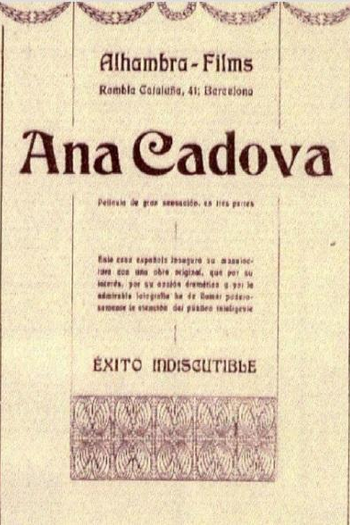 Alhambra-Films
Rambla Cataluña, 41; Barcelona
Ana Cadova
Película de gran sensación, en tres partes
Esta casa española inaugura su manufac-
tura con una obra original, que por su
interés, por su acción dramática y por la
admirable fotografía ha de llamar podero-
samente la atención del público inteligente
ÉXITO INDISCUTIBLE